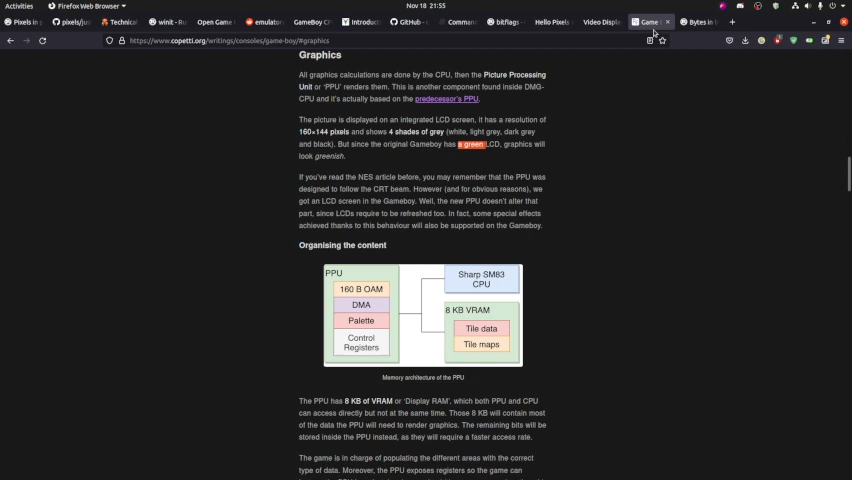 Activities
Firefox Web Browser
Nov 18 21:55
Pixels in p
pixels/jus
Technical
winit - Ru
Open Game
emulators
GameBoy CP
Introduct
GitHub - c
Command
bitflags -
Hello Pixels
Video Displa
Game B
Bytes in b
https://www.copetti.org/writings/consoles/game-boy/#graphics
Graphics
All graphics calculations are done by the CPU, then the Picture Processing
Unit or 'PPU' renders them. This is another component found inside DMG-
CPU and it's actually based on the predecessor's PPU.
The picture is displayed on an integrated LCD screen, it has a resolution of
160×144 pixels and shows 4 shades of grey (white, light grey, dark grey
and black). But since the original Gameboy has a green LCD, graphics will
look greenish.
If you've read the NES article before, you may remember that the PPU was
designed to follow the CRT beam. However (and for obvious reasons), we
got an LCD screen in the Gameboy. Well, the new PPU doesn't alter that
part, since LCDs require to be refreshed too. In fact, some special effects
achieved thanks to this behaviour will also be supported on the Gameboy.
Organising the content
PPU
160 B OAM
DMA
Palette
Control
Registers
Sharp SM83
CPU
8 KB VRAM
Tile data
Tile maps
Memory architecture of the PPU
The PPU has 8 KB of VRAM or 'Display RAM', which both PPU and CPU
can access directly but not at the same time. Those 8 KB will contain most
of the data the PPU will need to render graphics. The remaining bits will be
stored inside the PPU instead, as they will require a faster access rate.
The game is in charge of populating the different areas with the correct
type of data. Moreover, the PPU exposes registers so the game can